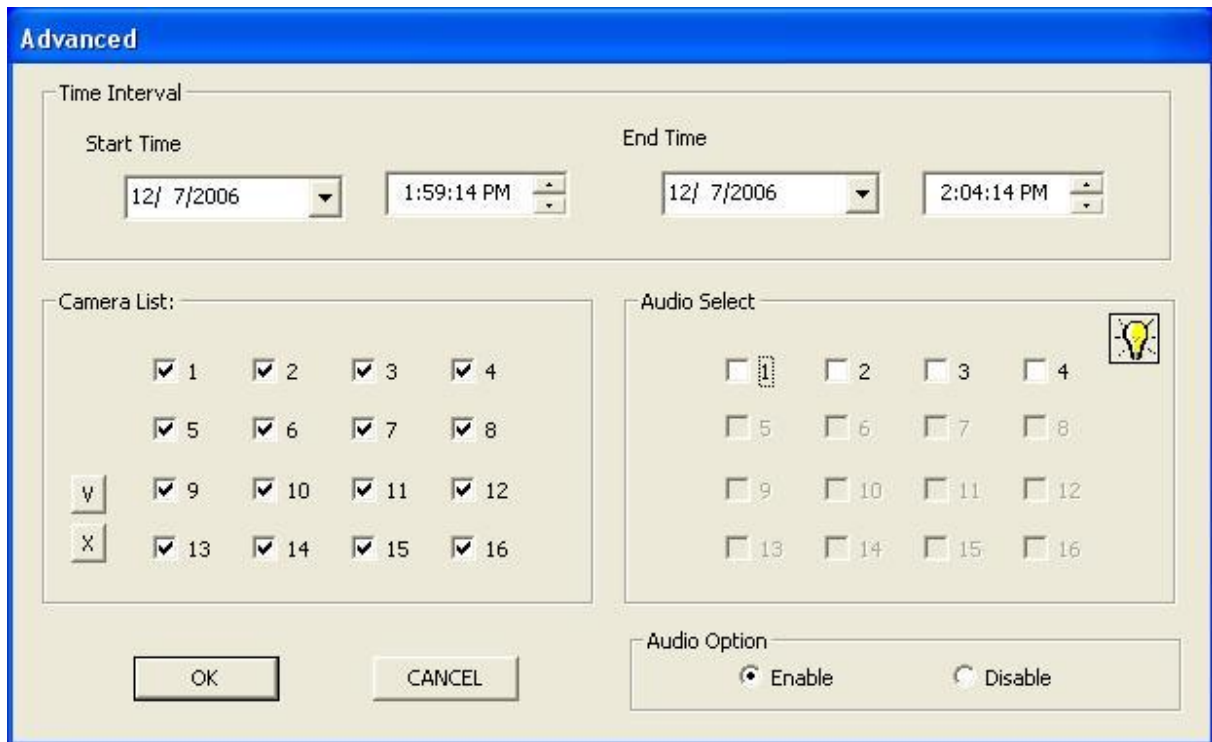 Advanced
Time Interval
Start Time
End Time
12/ 7/2006
1:59:14 PM
12/ 7/2006
2:04:14 PM
Camera List:
1 2 3 4
5 6 7 8
V 9 10 11 12
X 13 14 15 16
Audio Select
1 2 3 4
5 6 7 8
9 10 11 12
13 14 15 16
OK
CANCEL
Audio Option
Enable
Disable